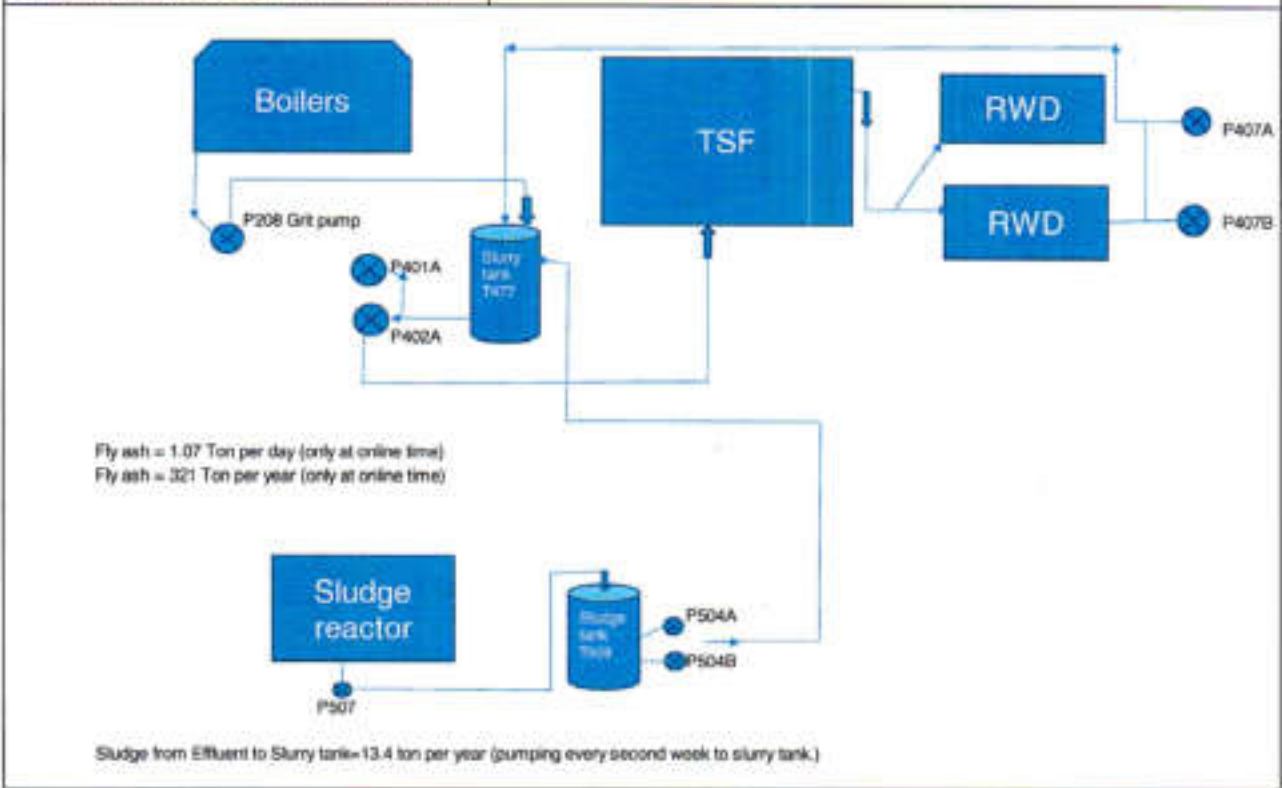 Boilers
TSF
RWD
RWD
P407A
P407B
P208 Grit pump
P401A
P402A
Slurry
tank
T477
Fly ash = 1.07 Ton per day (only at online time)
Fly ash = 321 Ton per year (only at online time)
Sludge
reactor
P507
Sludge
tank
P504A
P504B
Sludge from Effluent to Slurry tank=13.4 ton per year (pumping every second week to slurry tank.)